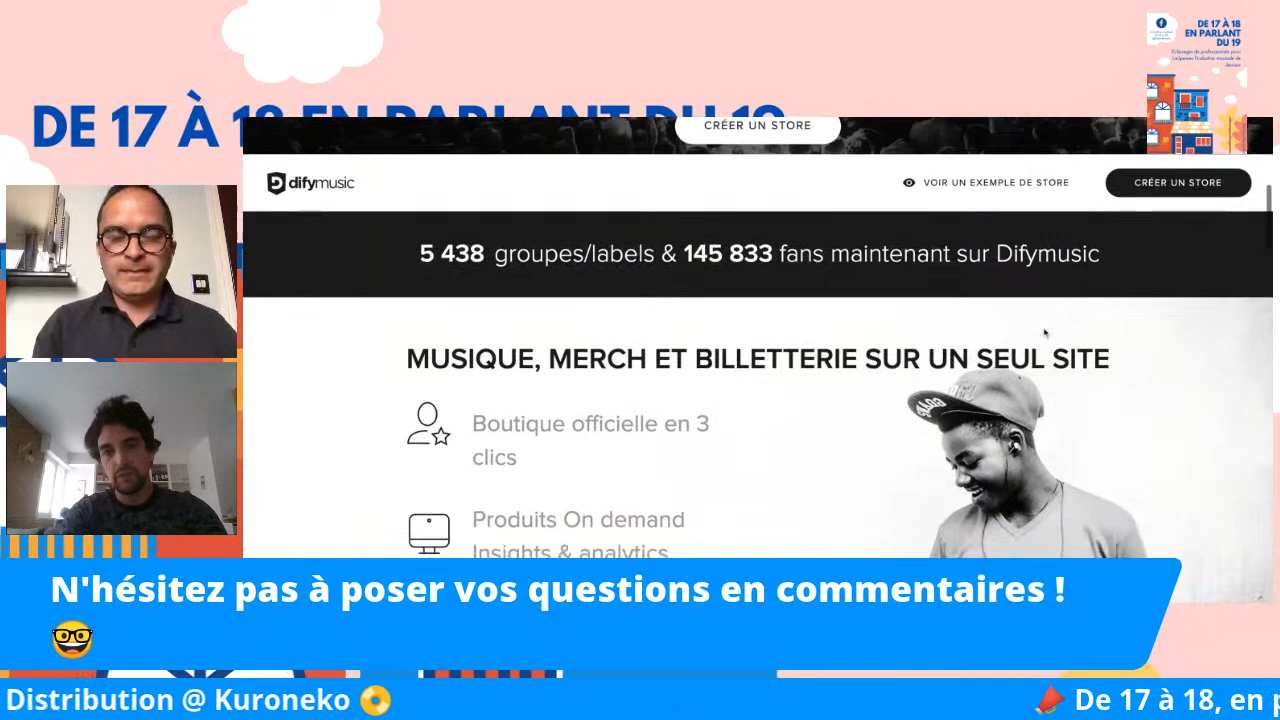 DE 17 À 18
EN PARLANT
DU 19
DE 17 À 18 EN PARLANT DU 19
CRÉER UN STORE
difymusic
VOIR UN EXEMPLE DE STORE
CRÉER UN STORE
5 438 groupes/labels & 145 833 fans maintenant sur Difymusic
MUSIQUE, MERCH ET BILLETTERIE SUR UN SEUL SITE
Boutique officielle en 3
clics
Produits On demand
Insights & analytics
N'hésitez pas à poser vos questions en commentaires !
🤓
Distribution @ Kuroneko
De 17 à 18, en p